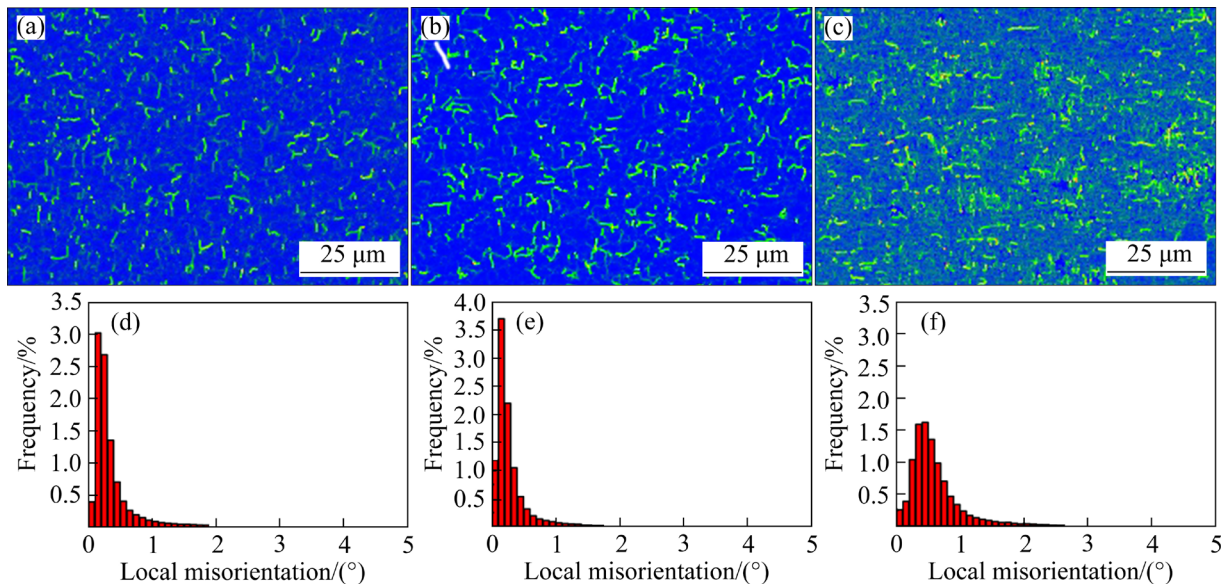 (a)
(b)
(c)
25 μm
25 μm
25 μm
(d)
3.5
3.0
2.5
2.0
1.5
1.0
0.5
Frequency/%
0 1 2 3 4 5
Local misorientation/(°)
(e)
4.0
3.5
3.0
2.5
2.0
1.5
1.0
0.5
Frequency/%
0 1 2 3 4 5
Local misorientation/(°)
(f)
3.5
3.0
2.5
2.0
1.5
1.0
0.5
Frequency/%
0 1 2 3 4 5
Local misorientation/(°)